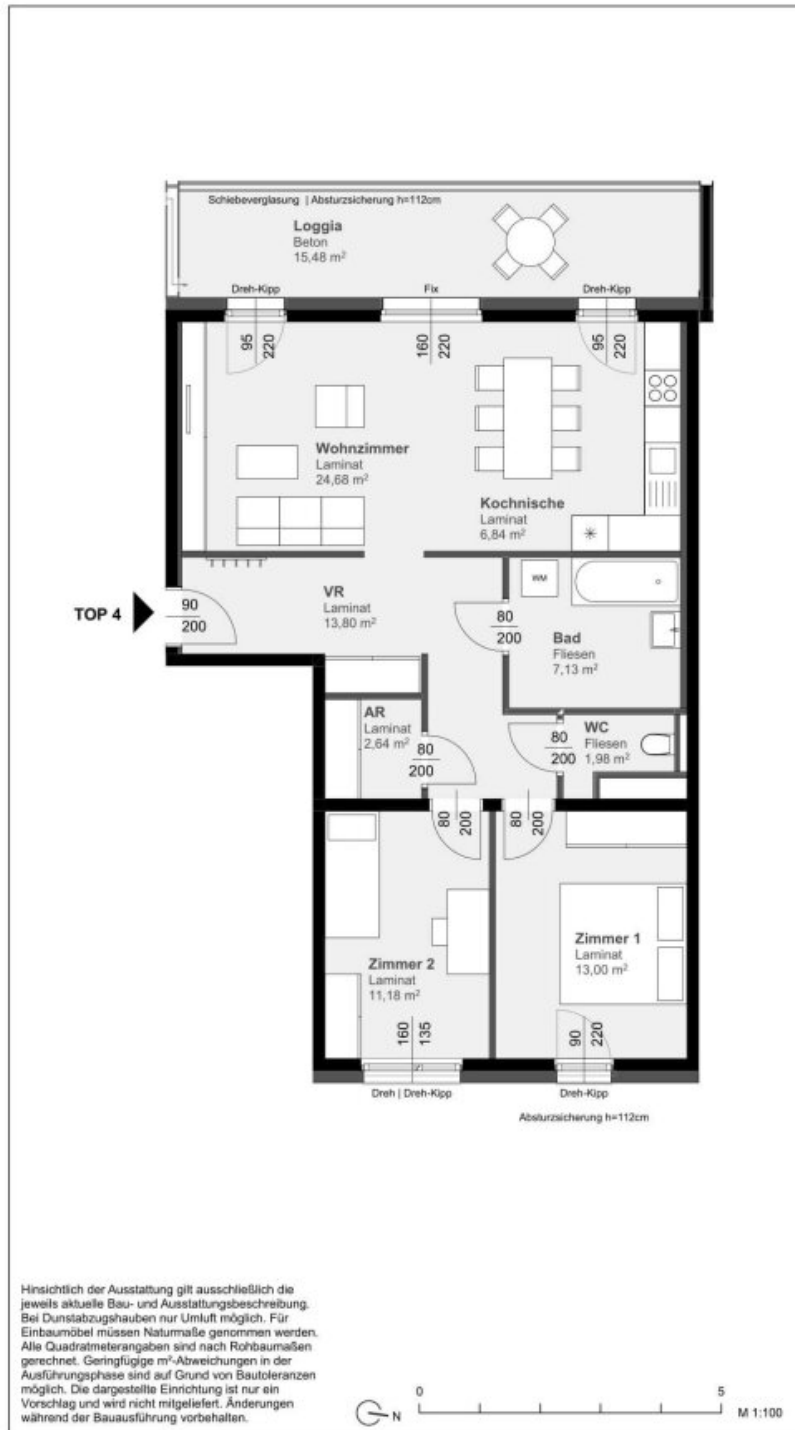 Schiebeverglasung | Absturzsicherung h=112cm
Loggia
Beton
15,48 m²
Dreh-Kipp
Fix
Dreh-Kipp
95
220
160
220
95
220
Wohnzimmer
Laminat
24,68 m²
Kochnische
Laminat
6,84 m²
TOP 4
90
200
VR
Laminat
13,80 m²
WM
80
200
Bad
Fliesen
7,13 m²
AR
Laminat
2,64 m²
80
200
80
200
WC
Fliesen
1,98 m²
80
200
80
200
Zimmer 2
Laminat
11,18 m²
Zimmer 1
Laminat
13,00 m²
160
135
90
220
Dreh | Dreh-Kipp
Dreh-Kipp
Absturzsicherung h=112cm
Hinsichtlich der Ausstattung gilt ausschließlich die
jeweils aktuelle Bau- und Ausstattungsbeschreibung.
Bei Dunstabzugshauben nur Umluft möglich. Für
Einbaumöbel müssen Naturmaße genommen werden.
Alle Quadratmeterangaben sind nach Rohbaumaßen
gerechnet. Geringfügige m²-Abweichungen in der
Ausführungsphase sind auf Grund von Bautoleranzen
möglich. Die dargestellte Einrichtung ist nur ein
Vorschlag und wird nicht mitgeliefert. Änderungen
während der Bauausführung vorbehalten.
N
0
5
M 1:100